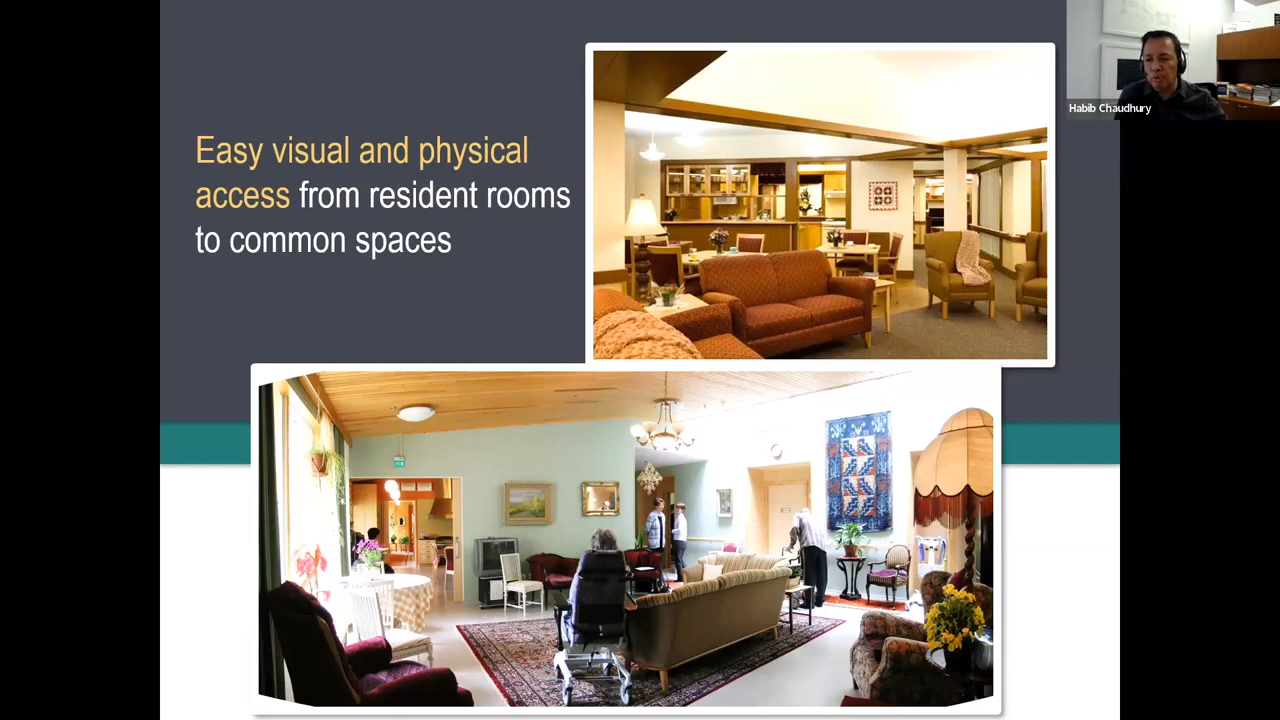 Easy visual and physical
access from resident rooms
to common spaces
Habib Chaudhury